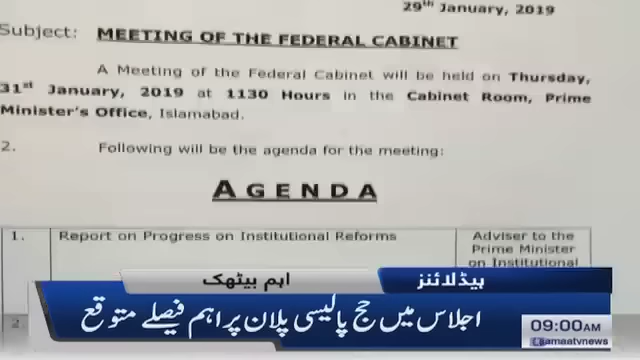 29th January, 2019
Subject: MEETING OF THE FEDERAL CABINET
A Meeting of the Federal Cabinet will be held on Thursday,
31st January, 2019 at 1130 Hours in the Cabinet Room, Prime
Minister's Office, Islamabad.
2. Following will be the agenda for the meeting:
AGENDA
1. Report on Progress on Institutional Reforms
Adviser to the
Prime Minister
on Institutional
ہیڈلائنز
اہم بیٹھک
اجلاس میں حج پالیسی پلان پر اہم فیصلے متوقع
2
09:00AM
samaatvnews